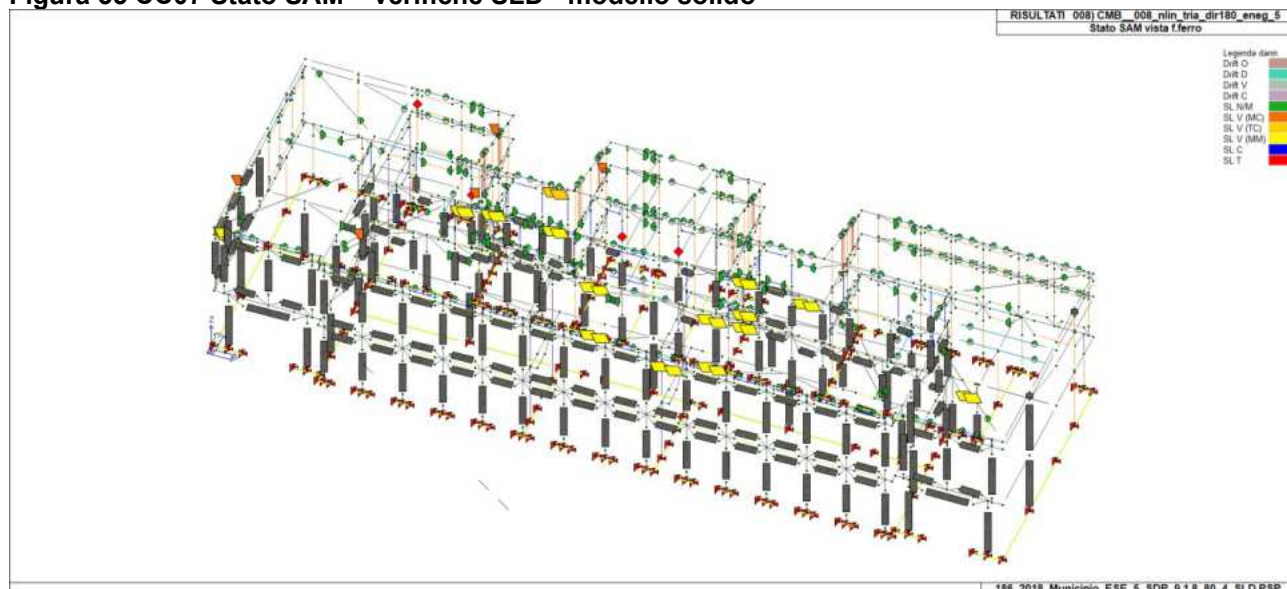 Figura 35 CO07 Stato SAM – verifiche SLD - modello solido
RISULTATI 008) CMB__008_nlin_tria_dir180_eneg_5
Stato SAM vista f.ferro
Legenda danni
Drift O
Drift D
Drift V
Drift C
SL N/M
SL V (MC)
SL V (TC)
SL V (MM)
SL C
SL T